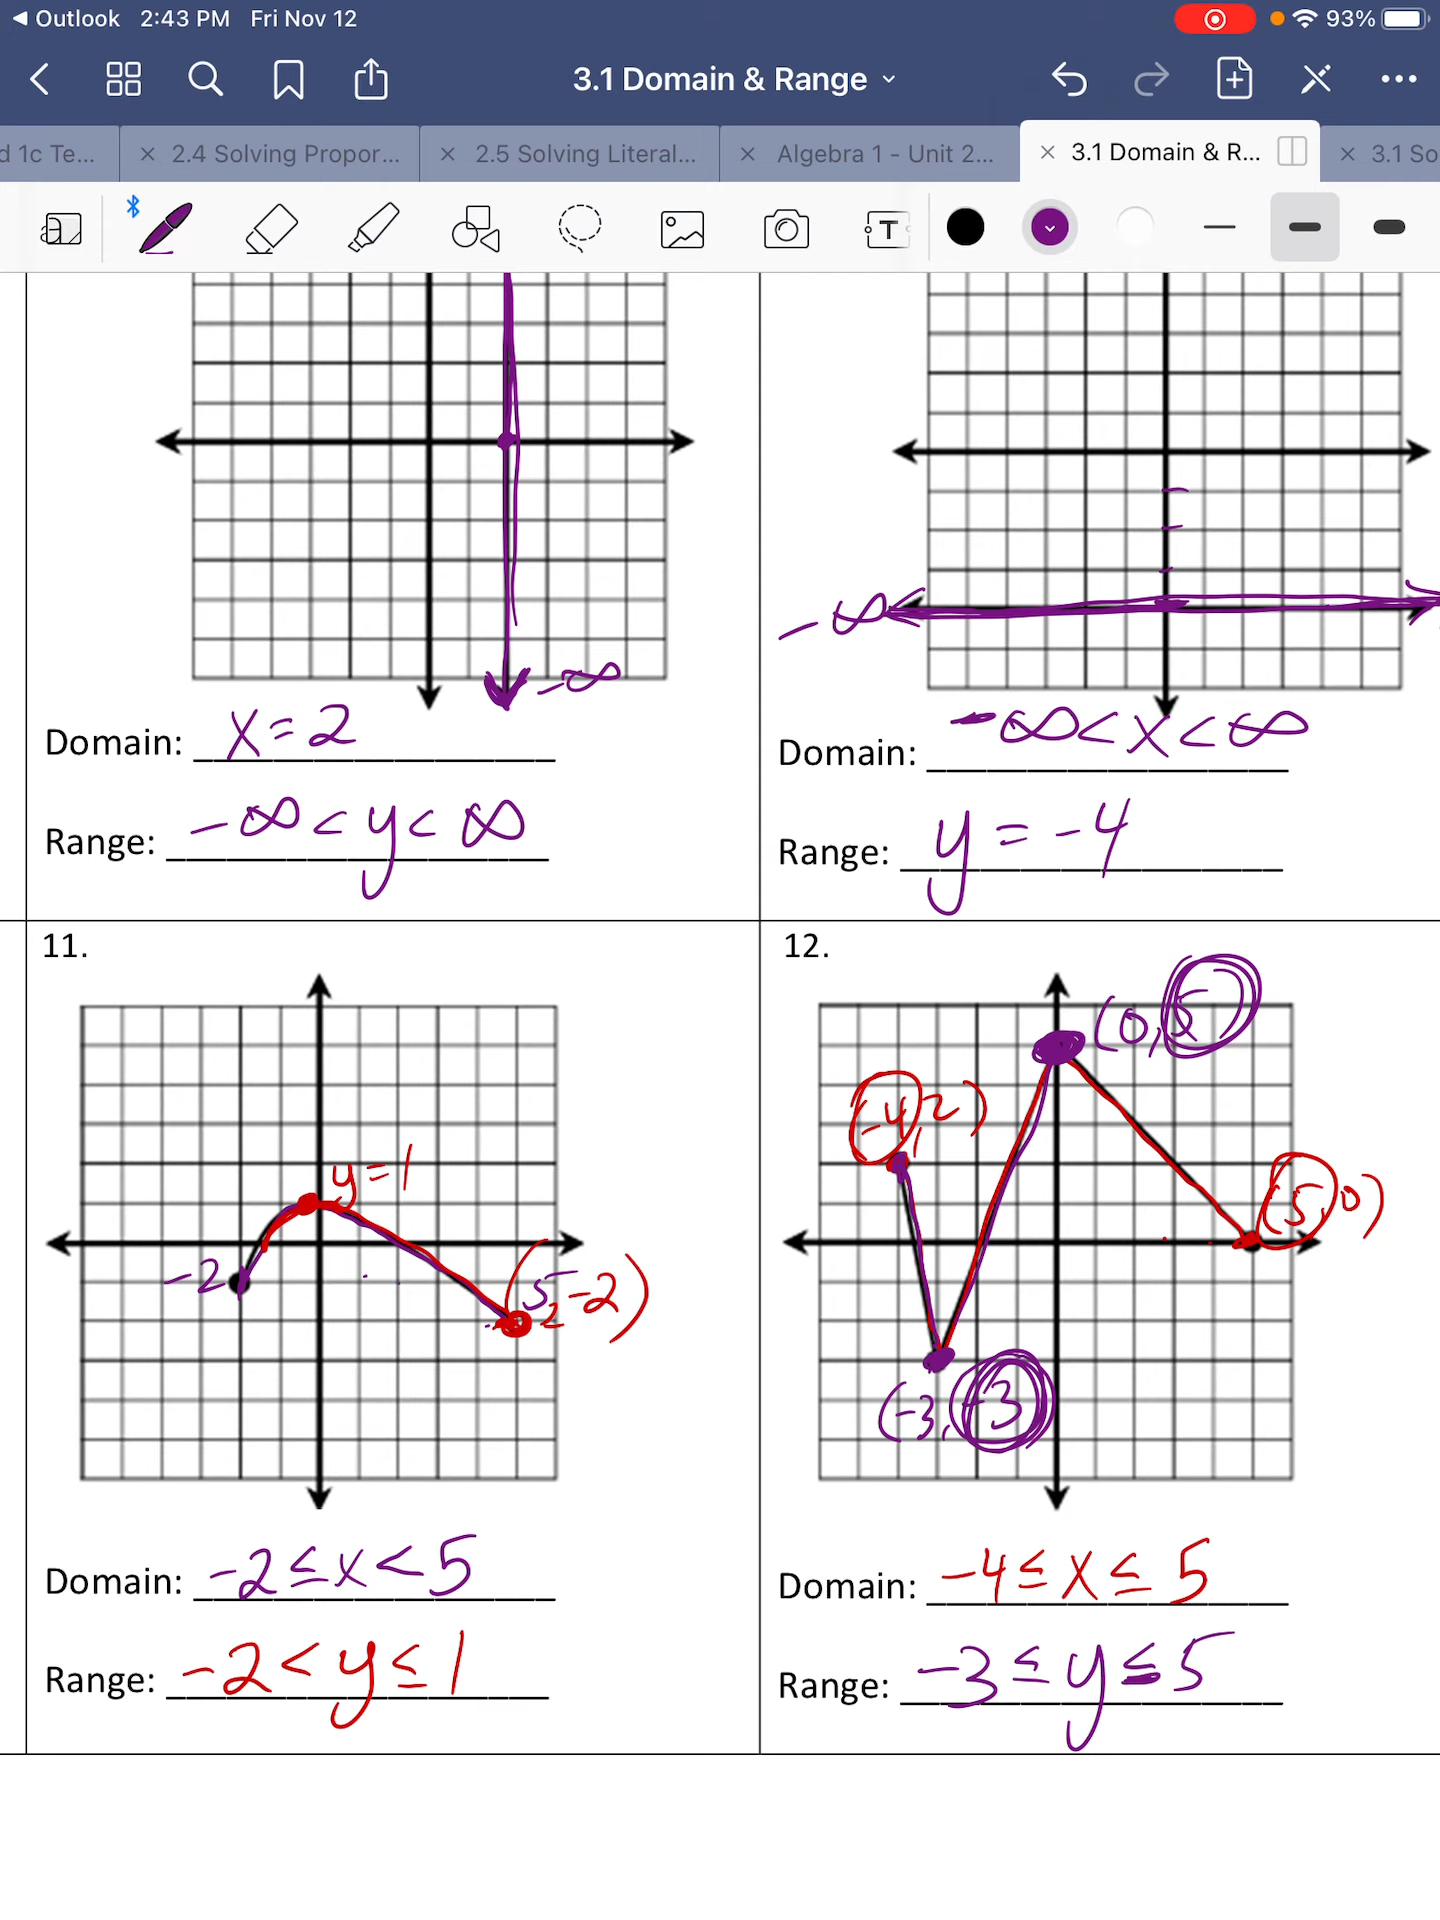 Outlook 2:43 PM Fri Nov 12 93%
3.1 Domain & Range
d 1c Te... 2.4 Solving Propor... 2.5 Solving Literal... Algebra 1 - Unit 2... 3.1 Domain & R... 3.1 So
a T
-∞
-∞
Domain: x = 2
Range: -∞ < y < ∞
Domain: -∞ < x < ∞
Range: y = -4
11.
y = 1
-2
(5, -2)
Domain: -2 ≤ x < 5
Range: -2 < y ≤ 1
12.
(0, 5)
(-4, 2)
(5, 0)
(-3, -3)
Domain: -4 ≤ x ≤ 5
Range: -3 ≤ y ≤ 5